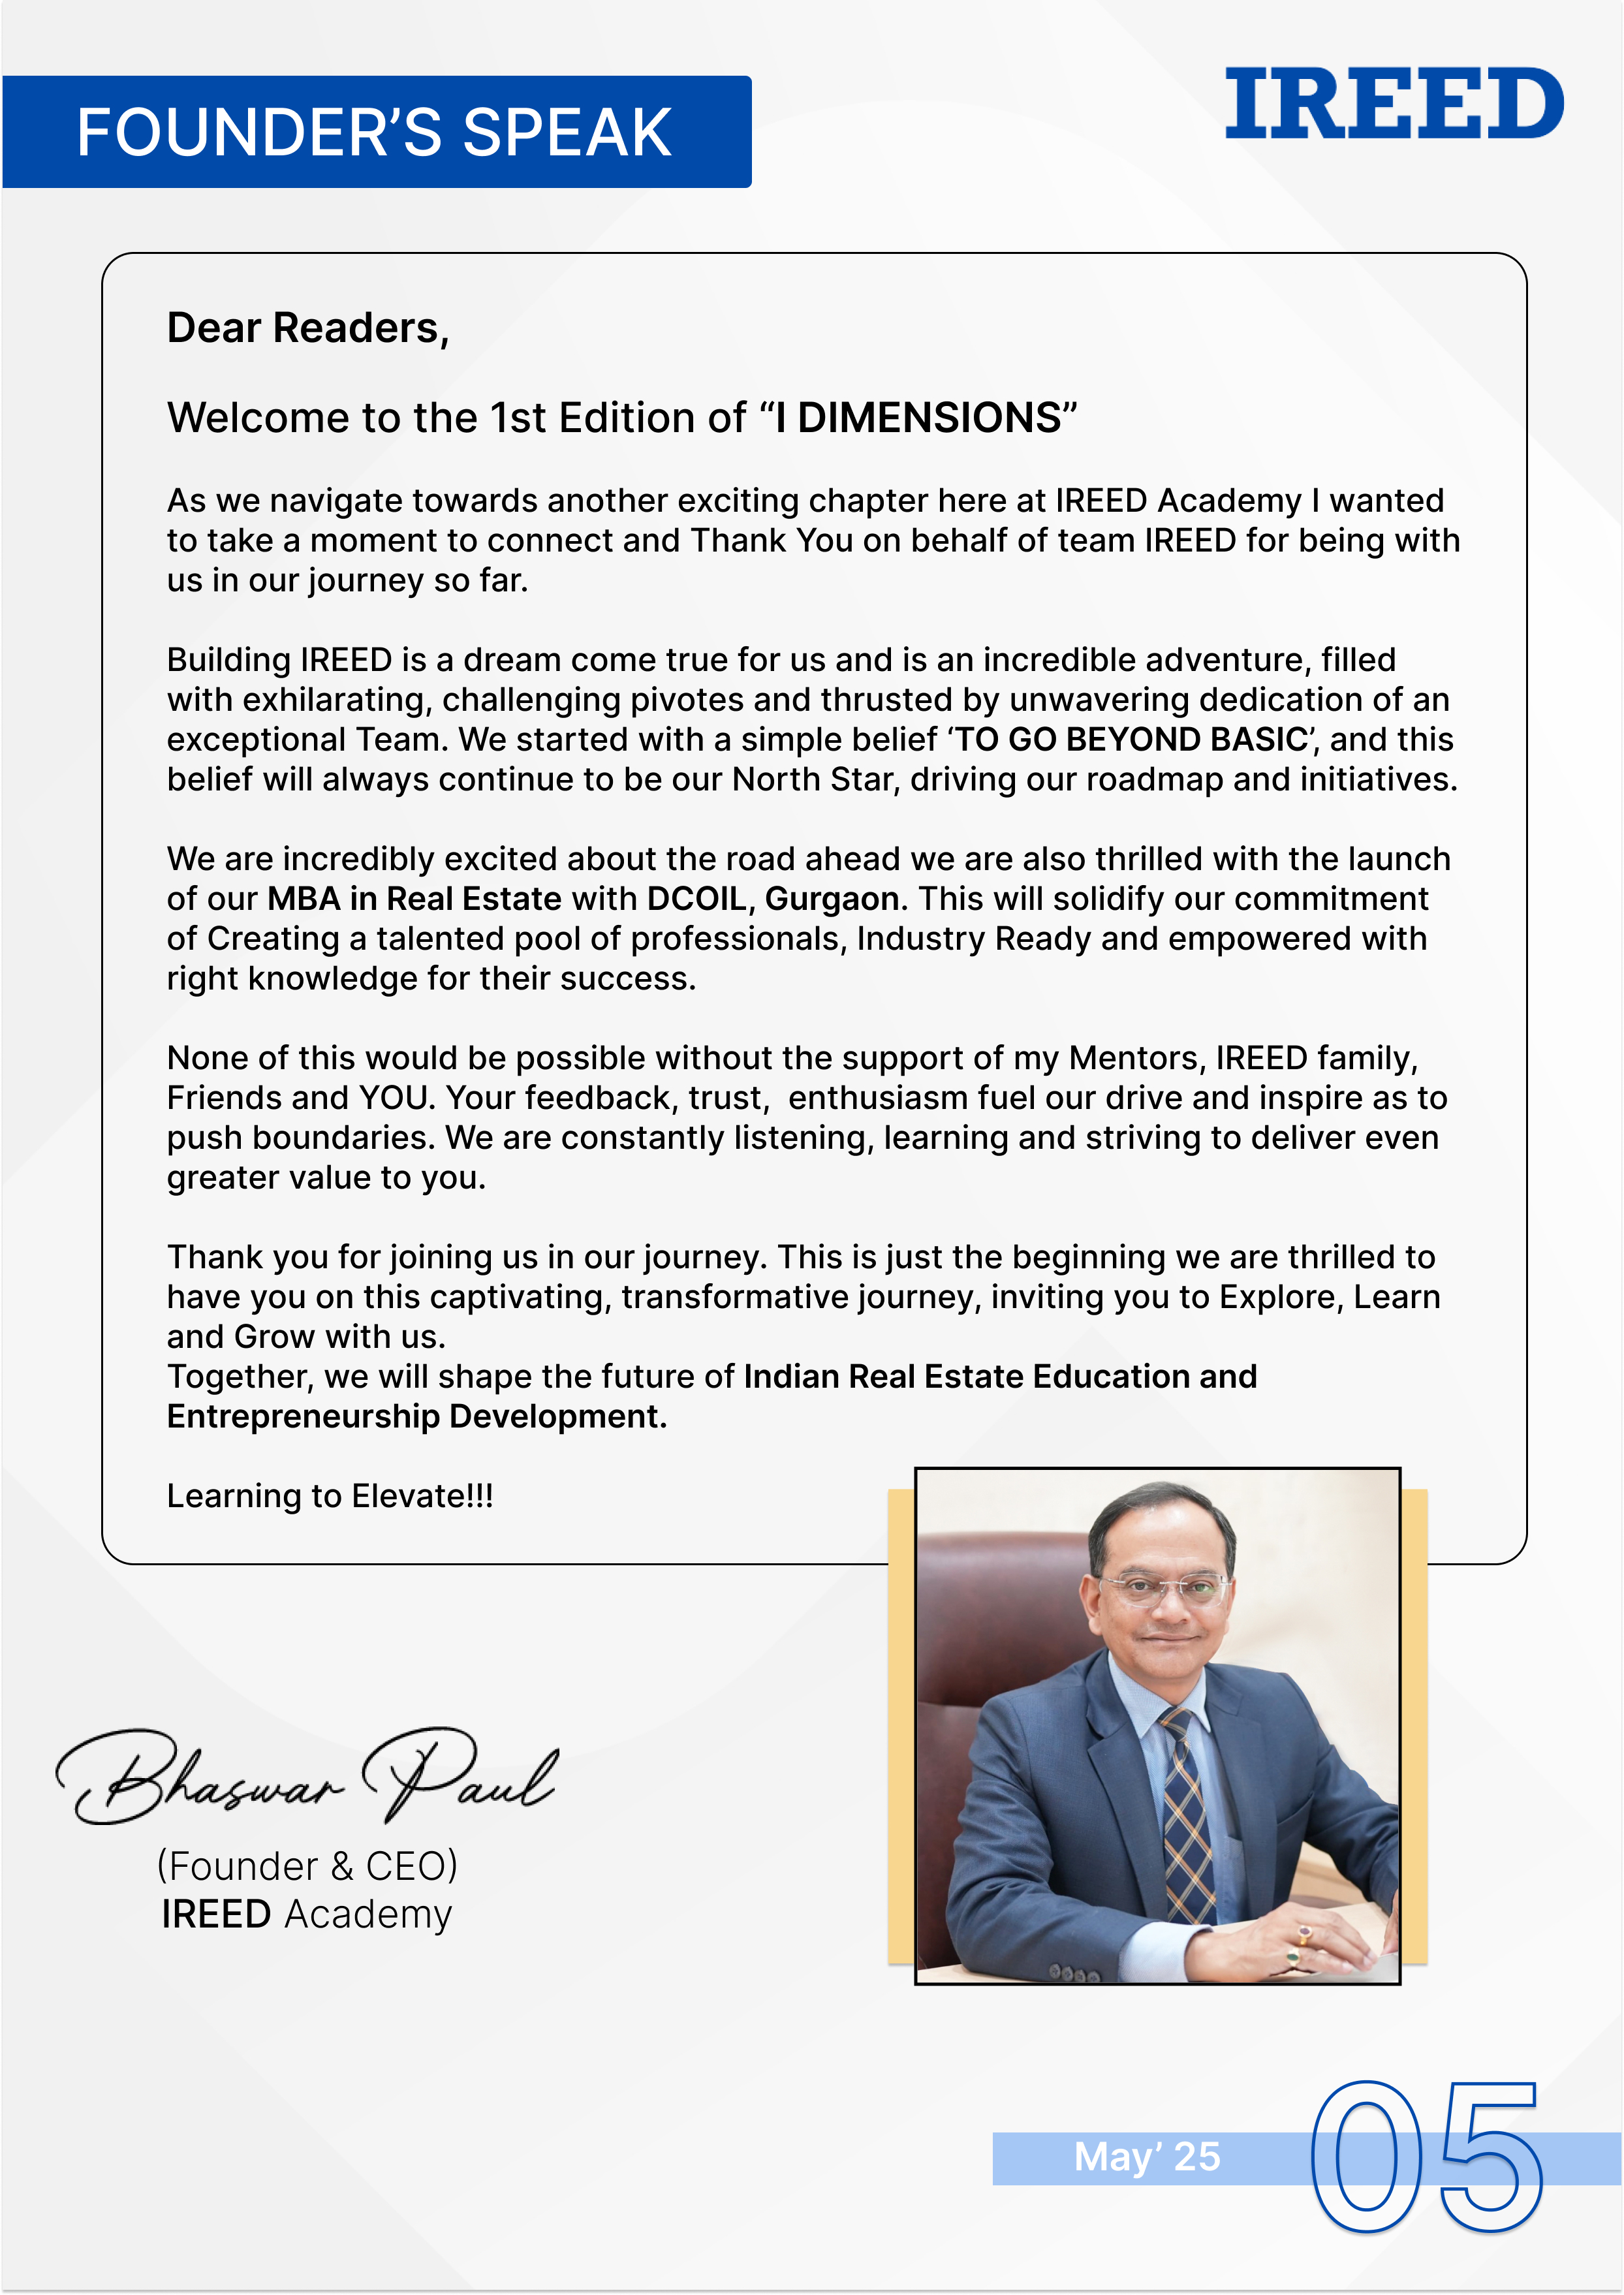 FOUNDER’S SPEAK
IREED
Dear Readers,
Welcome to the 1st Edition of “I DIMENSIONS”
As we navigate towards another exciting chapter here at IREED Academy I wanted
to take a moment to connect and Thank You on behalf of team IREED for being with
us in our journey so far.
Building IREED is a dream come true for us and is an incredible adventure, filled
with exhilarating, challenging pivotes and thrusted by unwavering dedication of an
exceptional Team. We started with a simple belief ‘TO GO BEYOND BASIC’, and this
belief will always continue to be our North Star, driving our roadmap and initiatives.
We are incredibly excited about the road ahead we are also thrilled with the launch
of our MBA in Real Estate with DCOIL, Gurgaon. This will solidify our commitment
of Creating a talented pool of professionals, Industry Ready and empowered with
right knowledge for their success.
None of this would be possible without the support of my Mentors, IREED family,
Friends and YOU. Your feedback, trust,  enthusiasm fuel our drive and inspire as to
push boundaries. We are constantly listening, learning and striving to deliver even
greater value to you.
Thank you for joining us in our journey. This is just the beginning we are thrilled to
have you on this captivating, transformative journey, inviting you to Explore, Learn
and Grow with us.
Together, we will shape the future of Indian Real Estate Education and
Entrepreneurship Development.
Learning to Elevate!!!
Bhaswar Paul
(Founder & CEO)
IREED Academy
May’ 25
05